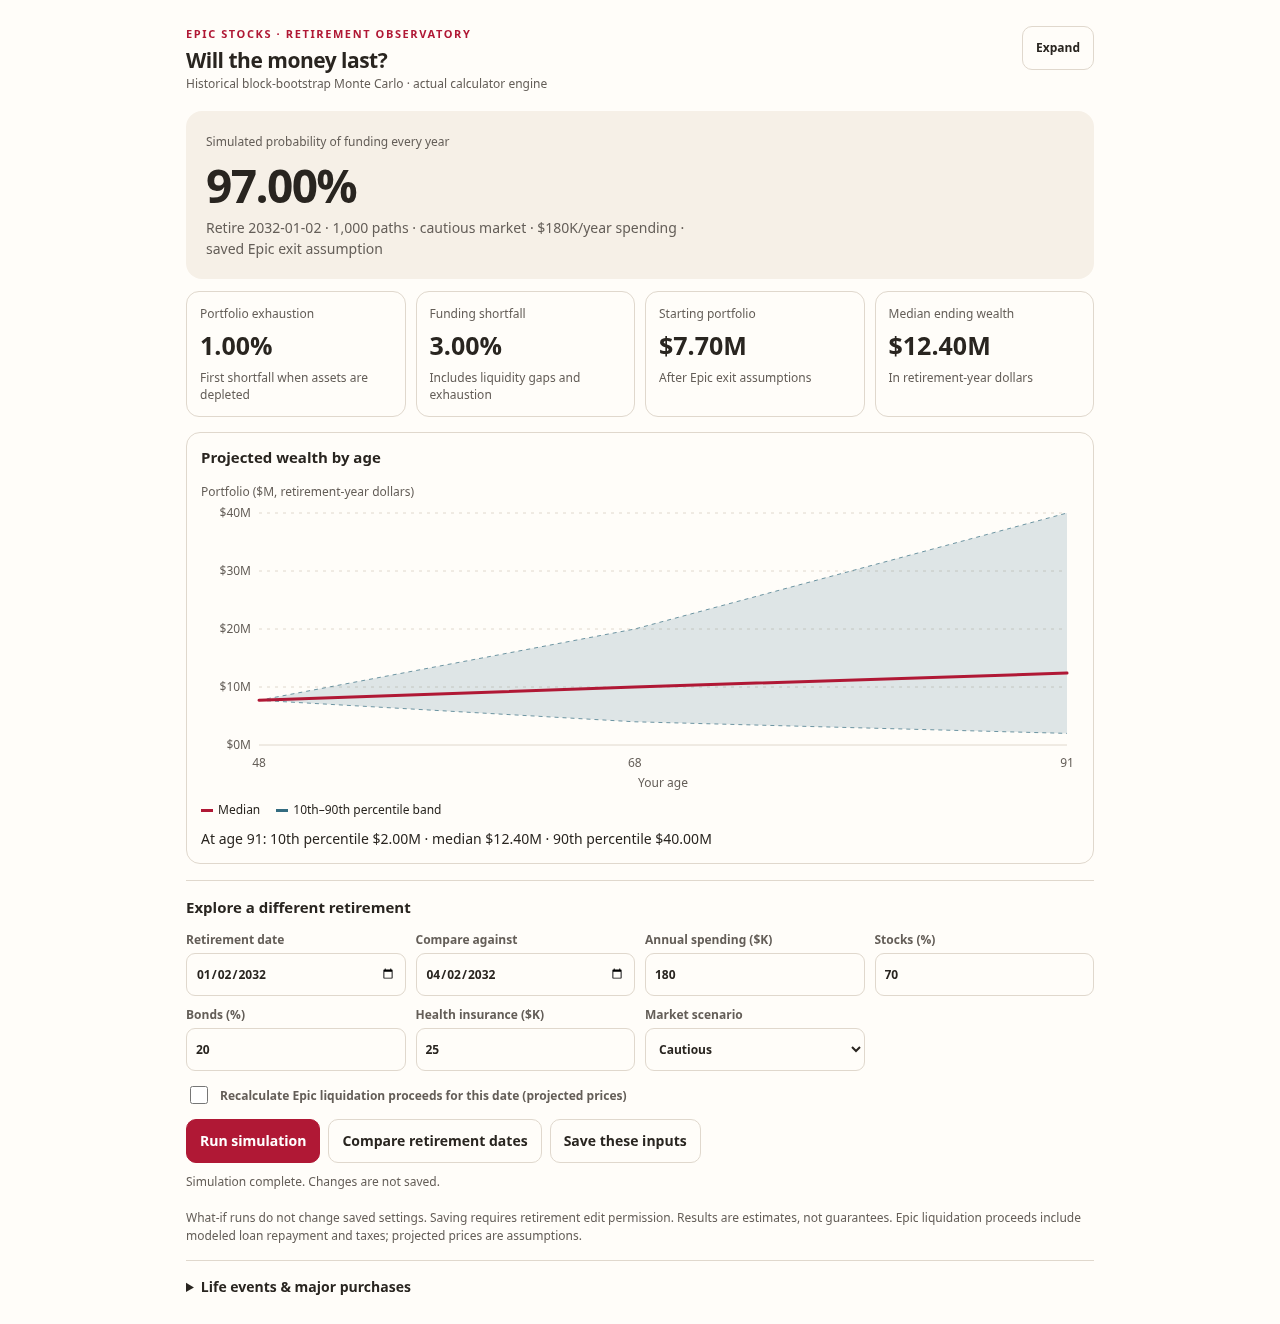 EPIC STOCKS · RETIREMENT OBSERVATORY
Will the money last?
Historical block-bootstrap Monte Carlo · actual calculator engine
Expand
Simulated probability of funding every year
97.00%
Retire 2032-01-02 · 1,000 paths · cautious market · $180K/year spending ·
saved Epic exit assumption
Portfolio exhaustion
1.00%
First shortfall when assets are
depleted
Funding shortfall
3.00%
Includes liquidity gaps and
exhaustion
Starting portfolio
$7.70M
After Epic exit assumptions
Median ending wealth
$12.40M
In retirement-year dollars
Projected wealth by age
Portfolio ($M, retirement-year dollars)
$40M
$30M
$20M
$10M
$0M
48 68 91
Your age
Median 10th–90th percentile band
At age 91: 10th percentile $2.00M · median $12.40M · 90th percentile $40.00M
Explore a different retirement
Retirement date
01/02/2032
Compare against
04/02/2032
Annual spending ($K)
180
Stocks (%)
70
Bonds (%)
20
Health insurance ($K)
25
Market scenario
Cautious
Recalculate Epic liquidation proceeds for this date (projected prices)
Run simulation
Compare retirement dates
Save these inputs
Simulation complete. Changes are not saved.
What-if runs do not change saved settings. Saving requires retirement edit permission. Results are estimates, not guarantees. Epic liquidation proceeds include
modeled loan repayment and taxes; projected prices are assumptions.
Life events & major purchases